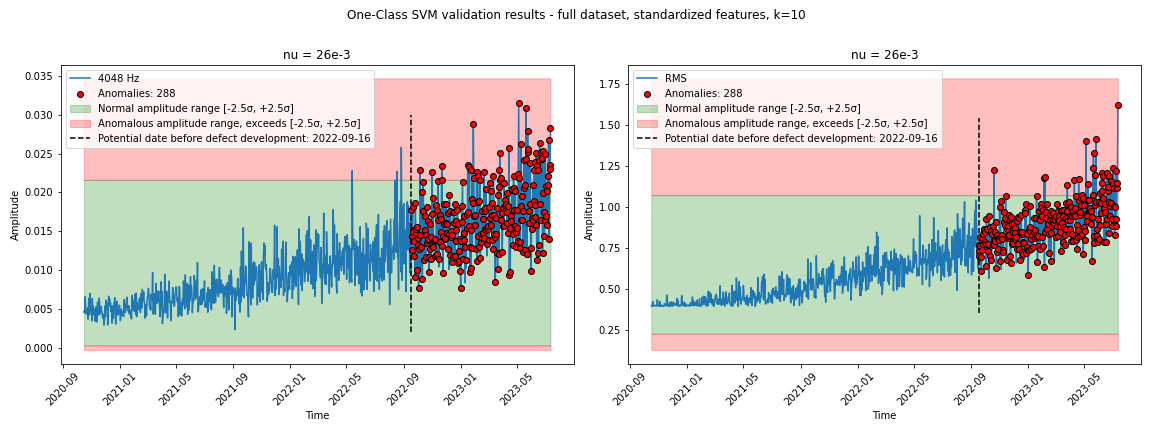 One-Class SVM validation results - full dataset, standardized features, k=10
nu = 26e-3
4048 Hz
Anomalies: 288
Normal amplitude range [-2.5σ, +2.5σ]
Anomalous amplitude range, exceeds [-2.5σ, +2.5σ]
Potential date before defect development: 2022-09-16
Amplitude
0.035
0.030
0.025
0.020
0.015
0.010
0.005
0.000
2020-09
2021-01
2021-05
2021-09
2022-01
2022-05
2022-09
2023-01
2023-05
Time
nu = 26e-3
RMS
Anomalies: 288
Normal amplitude range [-2.5σ, +2.5σ]
Anomalous amplitude range, exceeds [-2.5σ, +2.5σ]
Potential date before defect development: 2022-09-16
Amplitude
1.75
1.50
1.25
1.00
0.75
0.50
0.25
2020-09
2021-01
2021-05
2021-09
2022-01
2022-05
2022-09
2023-01
2023-05
Time